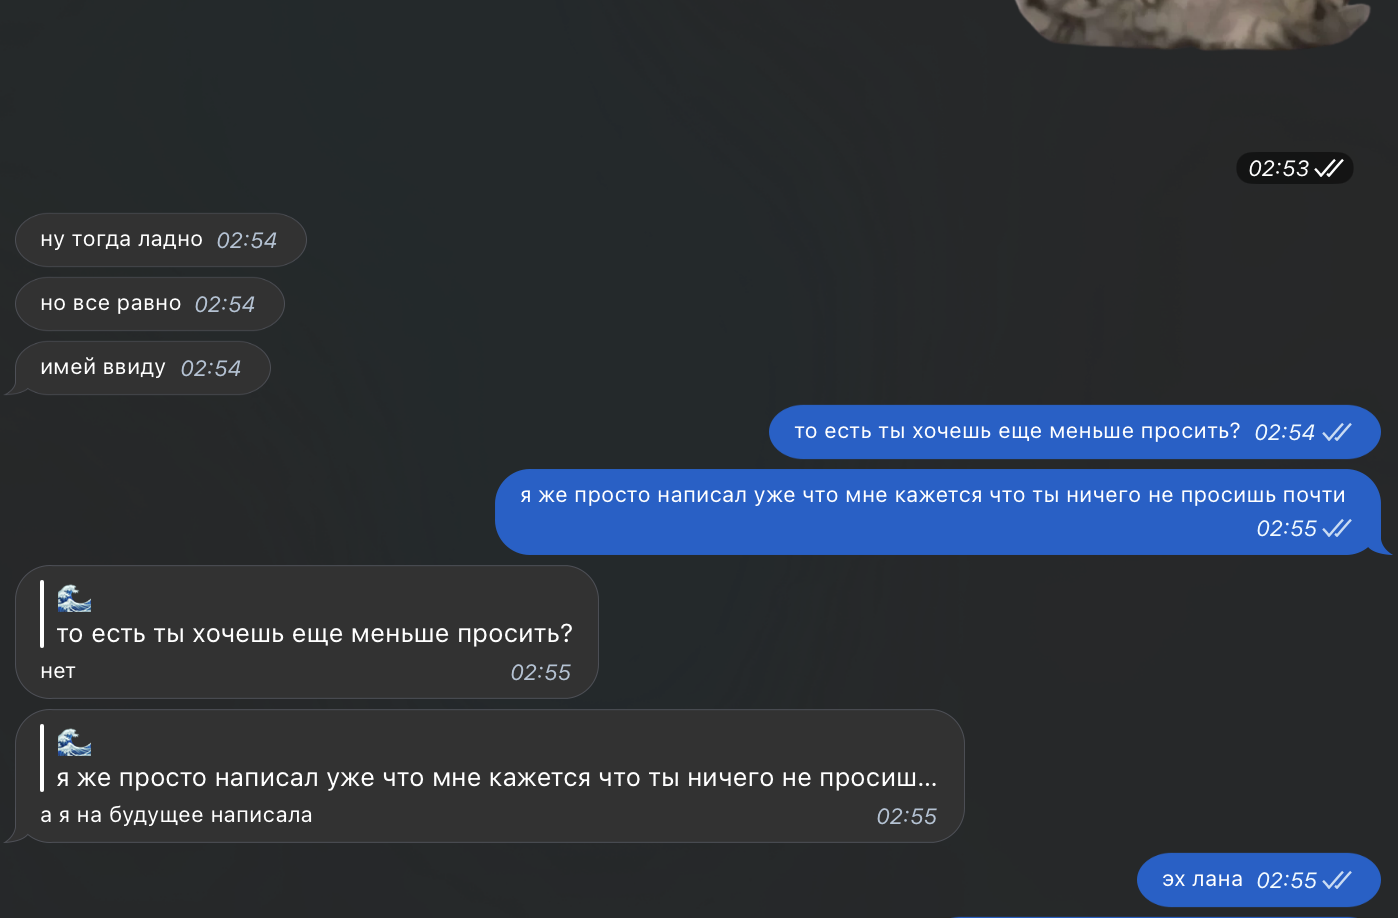 02:53
ну тогда ладно 02:54
но все равно 02:54
имей ввиду 02:54
то есть ты хочешь еще меньше просить? 02:54
я же просто написал уже что мне кажется что ты ничего не просишь почти
02:55
🌊
то есть ты хочешь еще меньше просить?
нет 02:55
🌊
я же просто написал уже что мне кажется что ты ничего не просиш...
а я на будущее написала 02:55
эх лана 02:55